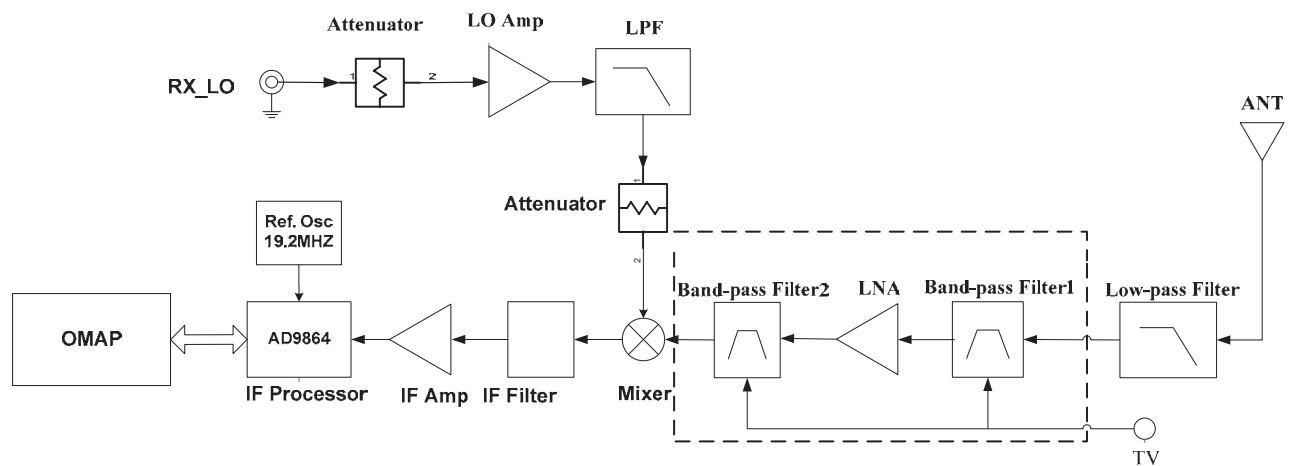 Attenuator
LO Amp
LPF
RX_LO
1
2
ANT
1
Attenuator
2
Ref. Osc
19.2MHZ
Band-pass Filter2
LNA
Band-pass Filter1
Low-pass Filter
OMAP
AD9864
IF Processor
IF Amp
IF Filter
Mixer
TV